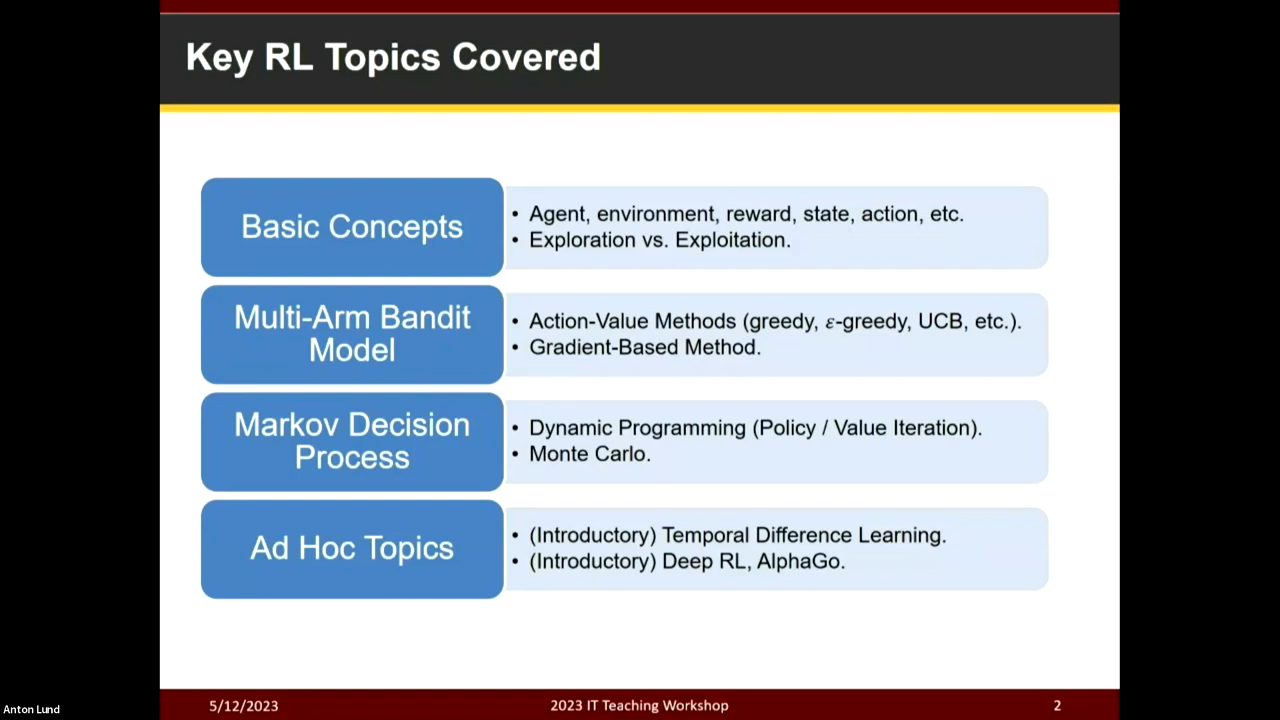 Key RL Topics Covered
Basic Concepts
• Agent, environment, reward, state, action, etc.
• Exploration vs. Exploitation.
Multi-Arm Bandit
Model
• Action-Value Methods (greedy, ε-greedy, UCB, etc.).
• Gradient-Based Method.
Markov Decision
Process
• Dynamic Programming (Policy / Value Iteration).
• Monte Carlo.
Ad Hoc Topics
• (Introductory) Temporal Difference Learning.
• (Introductory) Deep RL, AlphaGo.
5/12/2023
2023 IT Teaching Workshop
2
Anton Lund